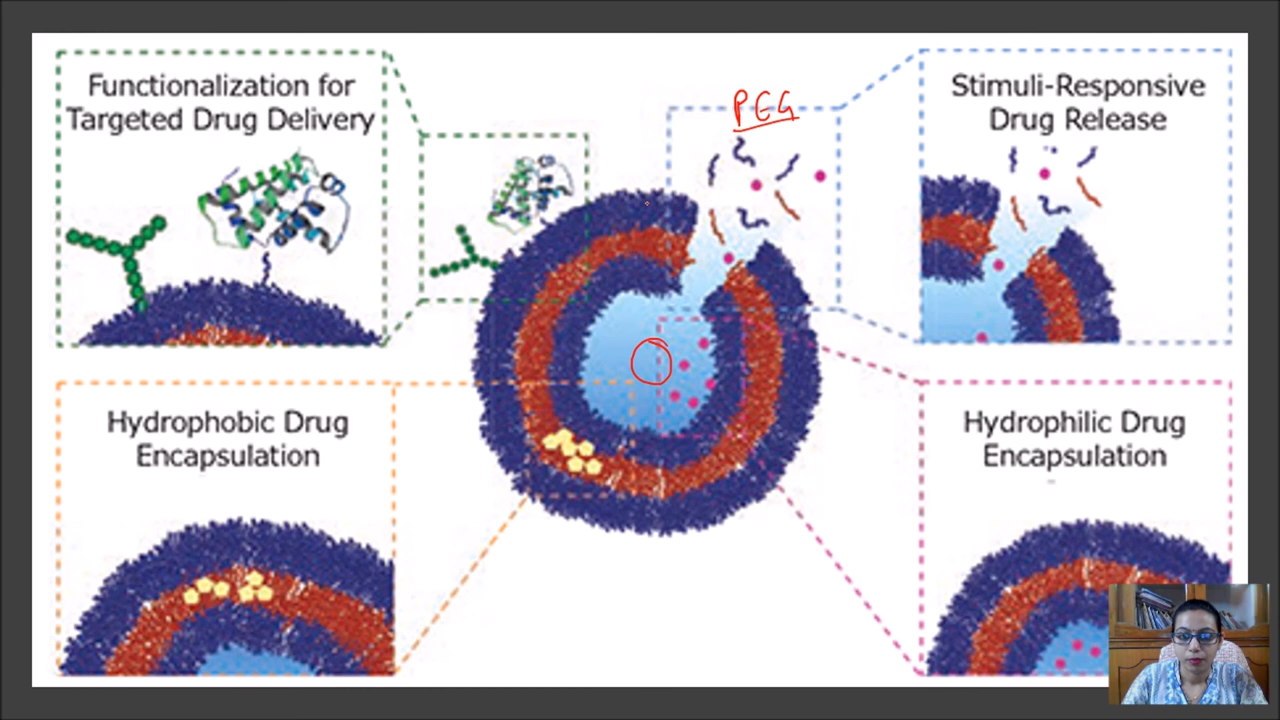 Functionalization for
Targeted Drug Delivery
PEG
Stimuli-Responsive
Drug Release
Hydrophobic Drug
Encapsulation
Hydrophilic Drug
Encapsulation